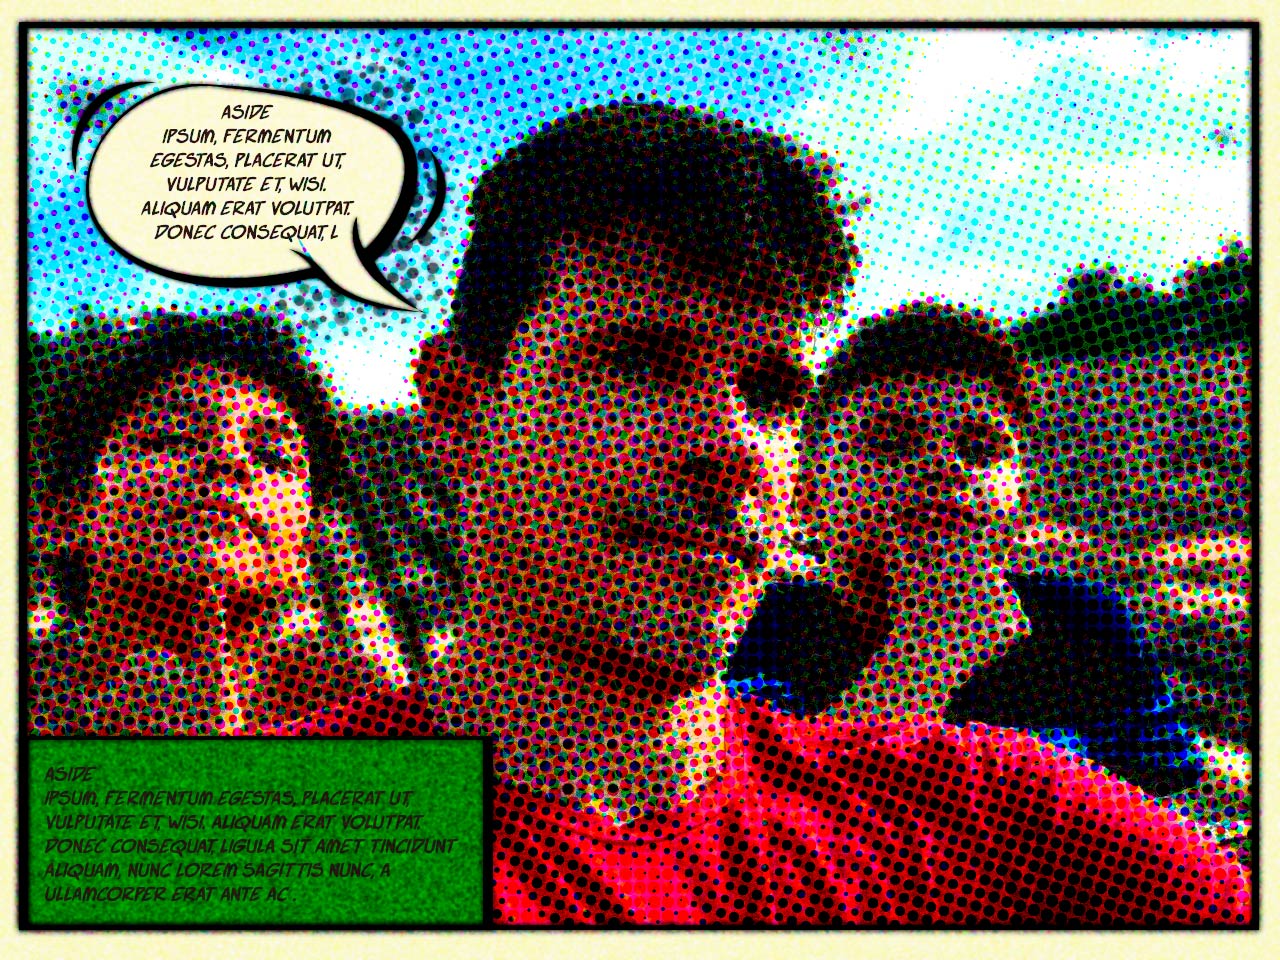 ASIDE
IPSUM, FERMENTUM
EGESTAS, PLACERAT UT,
VULPUTATE ET, WISI.
ALIQUAM ERAT VOLUTPAT.
DONEC CONSEQUAT, L
ASIDE
IPSUM, FERMENTUM EGESTAS, PLACERAT UT,
VULPUTATE ET, WISI. ALIQUAM ERAT VOLUTPAT.
DONEC CONSEQUAT, LIGULA SIT AMET TINCIDUNT
ALIQUAM, NUNC LOREM SAGITTIS NUNC, A
ULLAMCORPER ERAT ANTE AC .